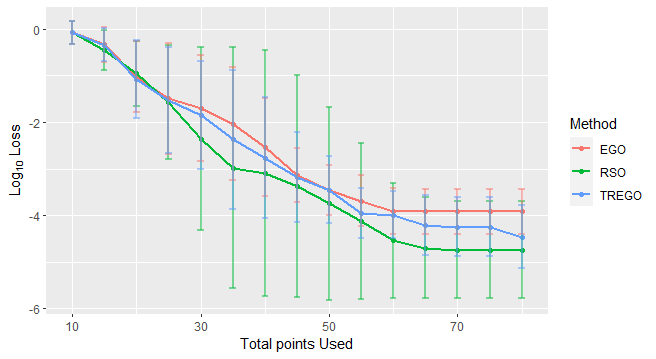 0
-2
-4
-6
Log₁₀ Loss
10
30
50
70
Total points Used
Method
EGO
RSO
TREGO